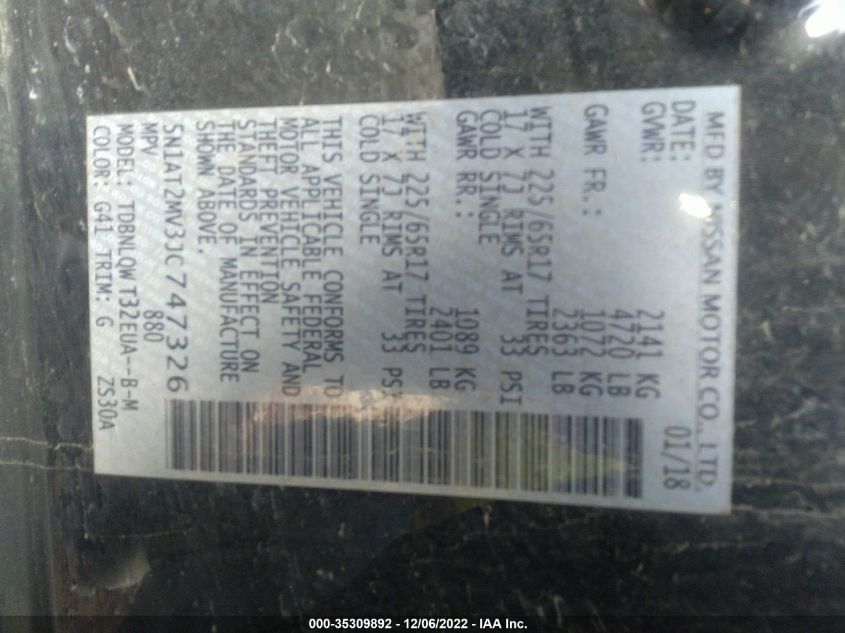 MFD BY NISSAN MOTOR CO., LTD.
DATE: 01/18
GVWR: 2141 KG
4720 LB
GAWR FR.: 1072 KG
2363 LB
WITH 225/65R17 TIRES
17 X 7J RIMS AT 33 PSI
COLD SINGLE
GAWR RR.: 1089 KG
2401 LB
WITH 225/65R17 TIRES
17 X 7J RIMS AT 33 PSI
COLD SINGLE
THIS VEHICLE CONFORMS TO
ALL APPLICABLE FEDERAL
MOTOR VEHICLE SAFETY AND
THEFT PREVENTION
STANDARDS IN EFFECT ON
THE DATE OF MANUFACTURE
SHOWN ABOVE.
5N1AT2MV3JC747326
MPV 880
MODEL: TDBNLQWT32EUA--B-M
COLOR: G41 TRIM: G ZS30A
000-35309892 - 12/06/2022 - IAA Inc.